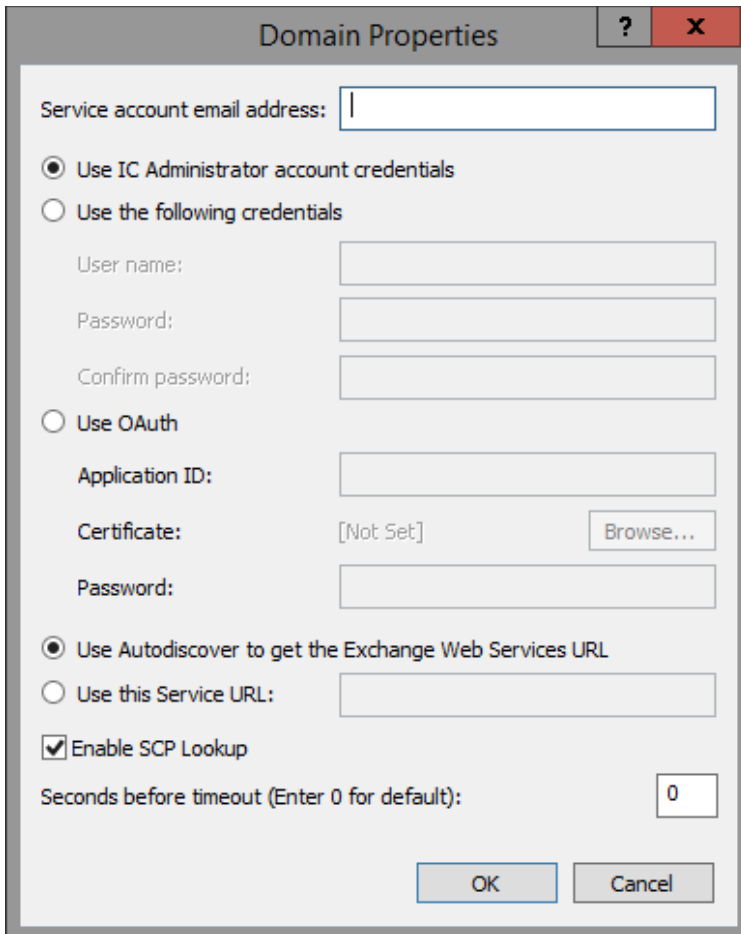 Domain Properties
?
x
Service account email address:
Use IC Administrator account credentials
Use the following credentials
User name:
Password:
Confirm password:
Use OAuth
Application ID:
Certificate: [Not Set] Browse...
Password:
Use Autodiscover to get the Exchange Web Services URL
Use this Service URL:
Enable SCP Lookup
Seconds before timeout (Enter 0 for default): 0
OK Cancel